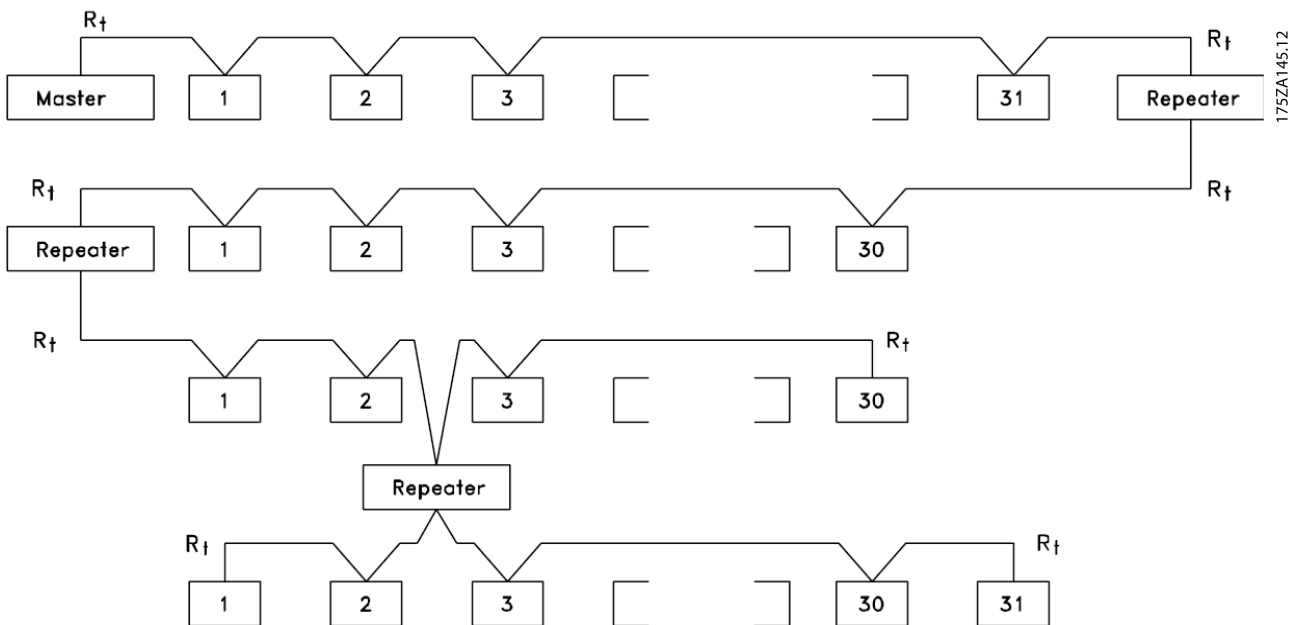 Rt Rt
Master 1 2 3 31 Repeater
175ZA145.12
Rt Rt
Repeater 1 2 3 30
Rt Rt
1 2 3 30
Repeater
Rt Rt
1 2 3 30 31